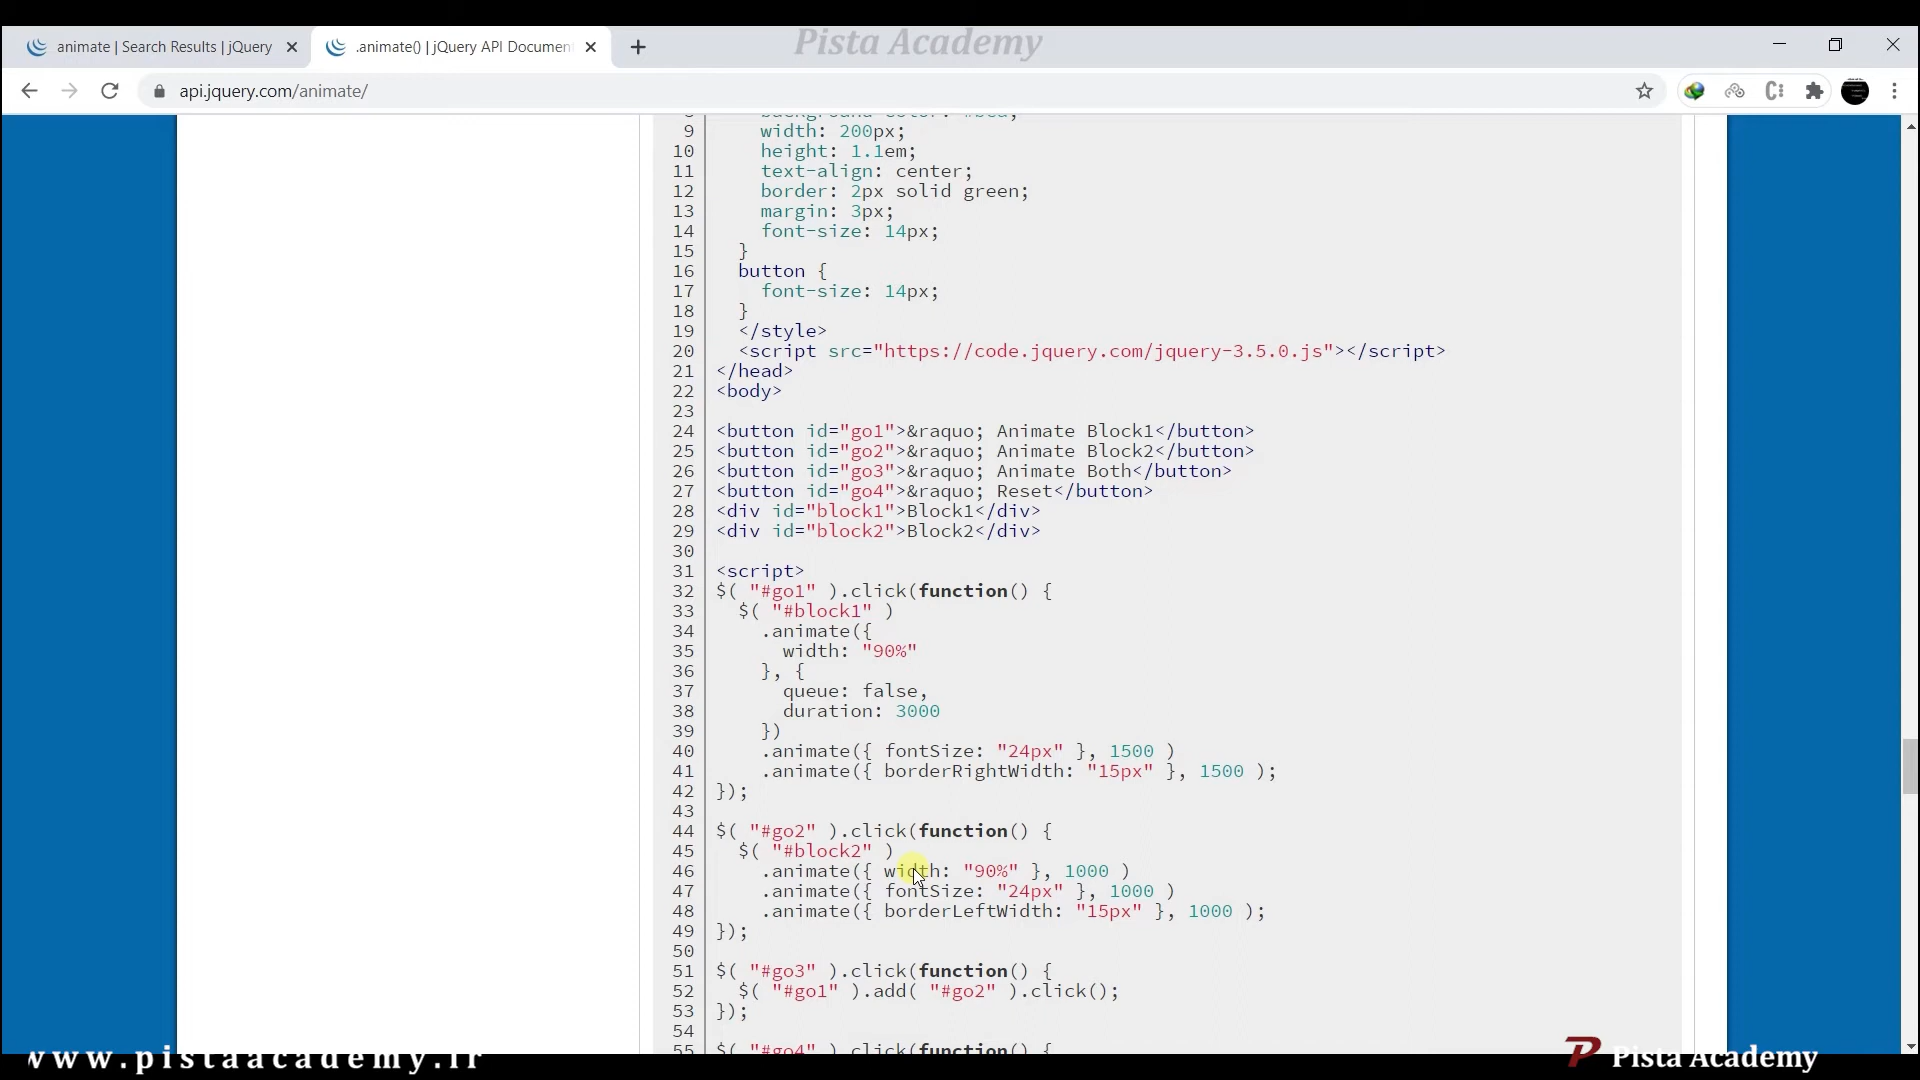 Pista Academy
animate | Search Results | jQuery
.animate() | jQuery API Documen
api.jquery.com/animate/
9 width: 200px;
10 height: 1.1em;
11 text-align: center;
12 border: 2px solid green;
13 margin: 3px;
14 font-size: 14px;
15 }
16 button {
17 font-size: 14px;
18 }
19 </style>
20 <script src="https://code.jquery.com/jquery-3.5.0.js"></script>
21 </head>
22 <body>
23
24 <button id="go1">&raquo; Animate Block1</button>
25 <button id="go2">&raquo; Animate Block2</button>
26 <button id="go3">&raquo; Animate Both</button>
27 <button id="go4">&raquo; Reset</button>
28 <div id="block1">Block1</div>
29 <div id="block2">Block2</div>
30
31 <script>
32 $( "#go1" ).click(function() {
33 $( "#block1" )
34 .animate({
35 width: "90%"
36 }, {
37 queue: false,
38 duration: 3000
39 })
40 .animate({ fontSize: "24px" }, 1500 )
41 .animate({ borderRightWidth: "15px" }, 1500 );
42 });
43
44 $( "#go2" ).click(function() {
45 $( "#block2" )
46 .animate({ width: "90%" }, 1000 )
47 .animate({ fontSize: "24px" }, 1000 )
48 .animate({ borderLeftWidth: "15px" }, 1000 );
49 });
50
51 $( "#go3" ).click(function() {
52 $( "#go1" ).add( "#go2" ).click();
53 });
54
55 $( "#go4" ).click(function() {
www.pistaacademy.ir
Pista Academy